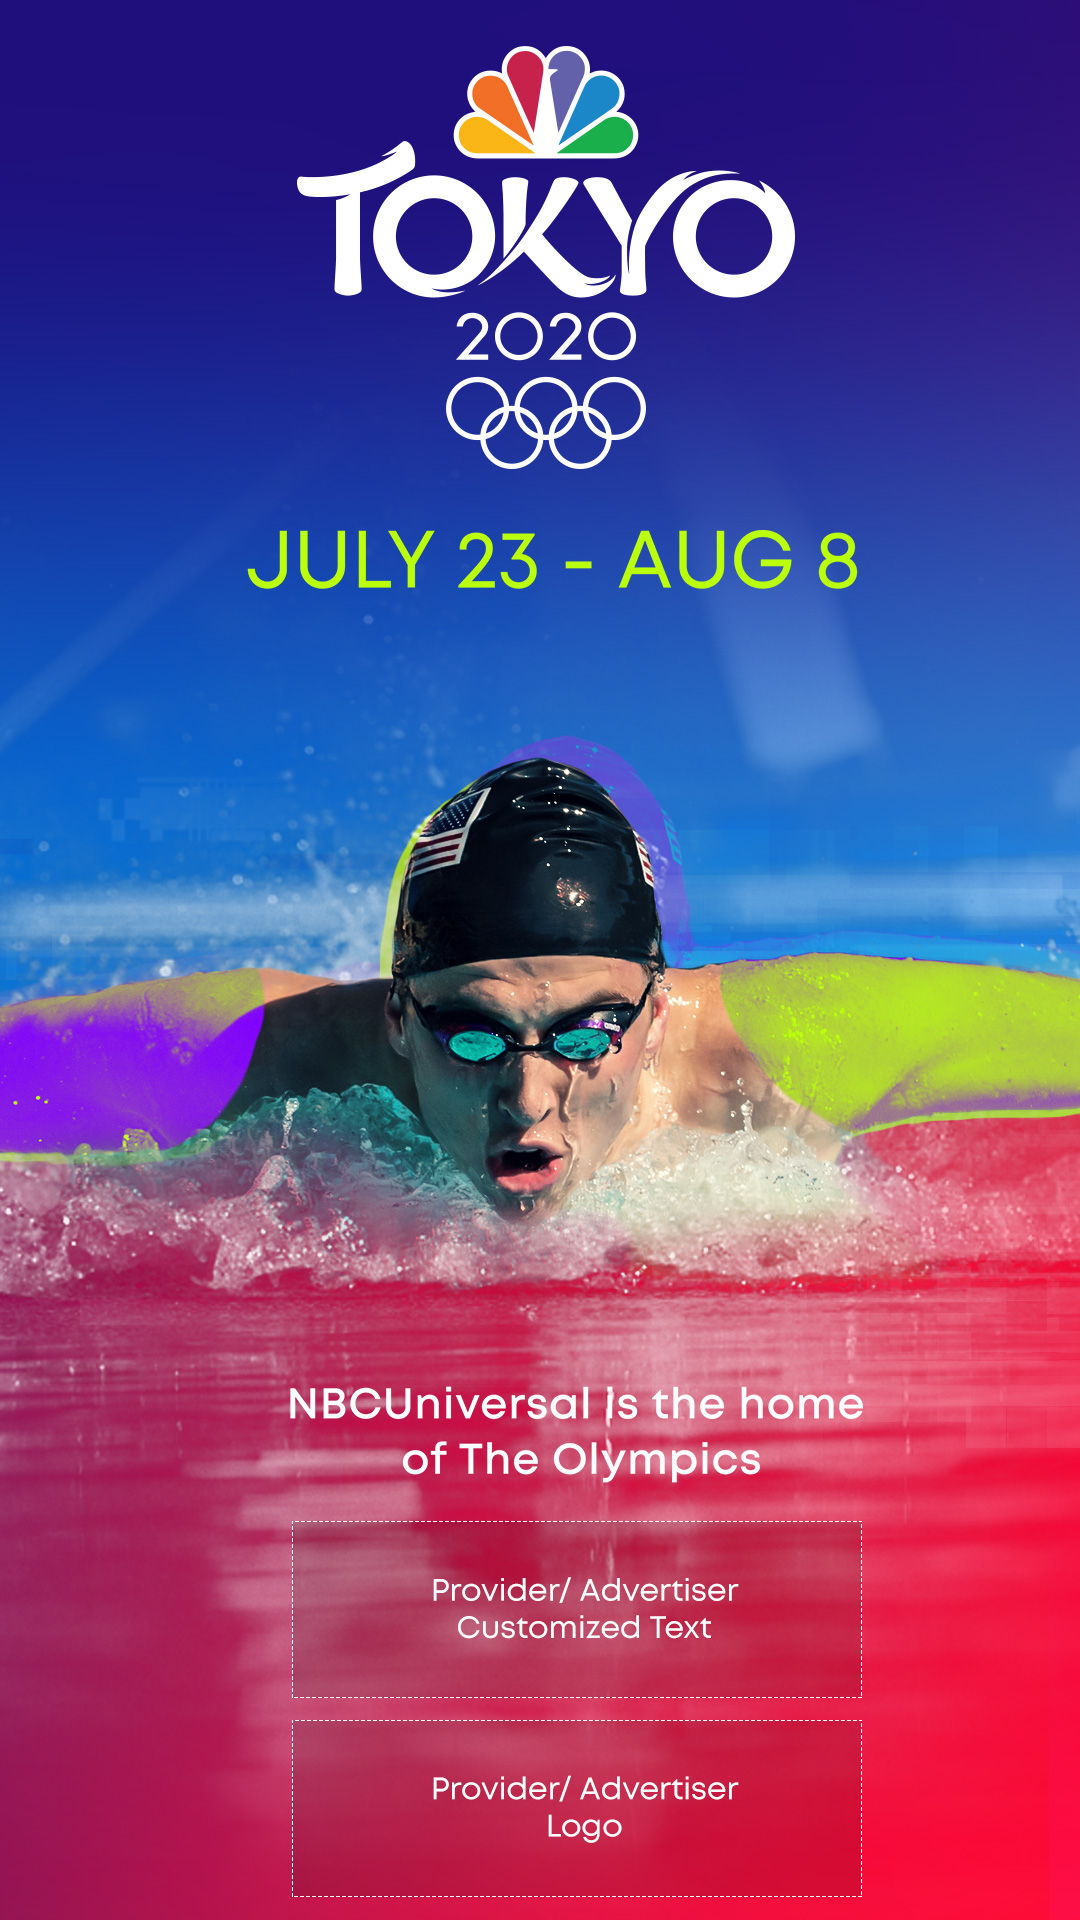 TOKYO
2020
JULY 23 - AUG 8
NBCUniversal is the home
of The Olympics
Provider/ Advertiser
Customized Text
Provider/ Advertiser
Logo